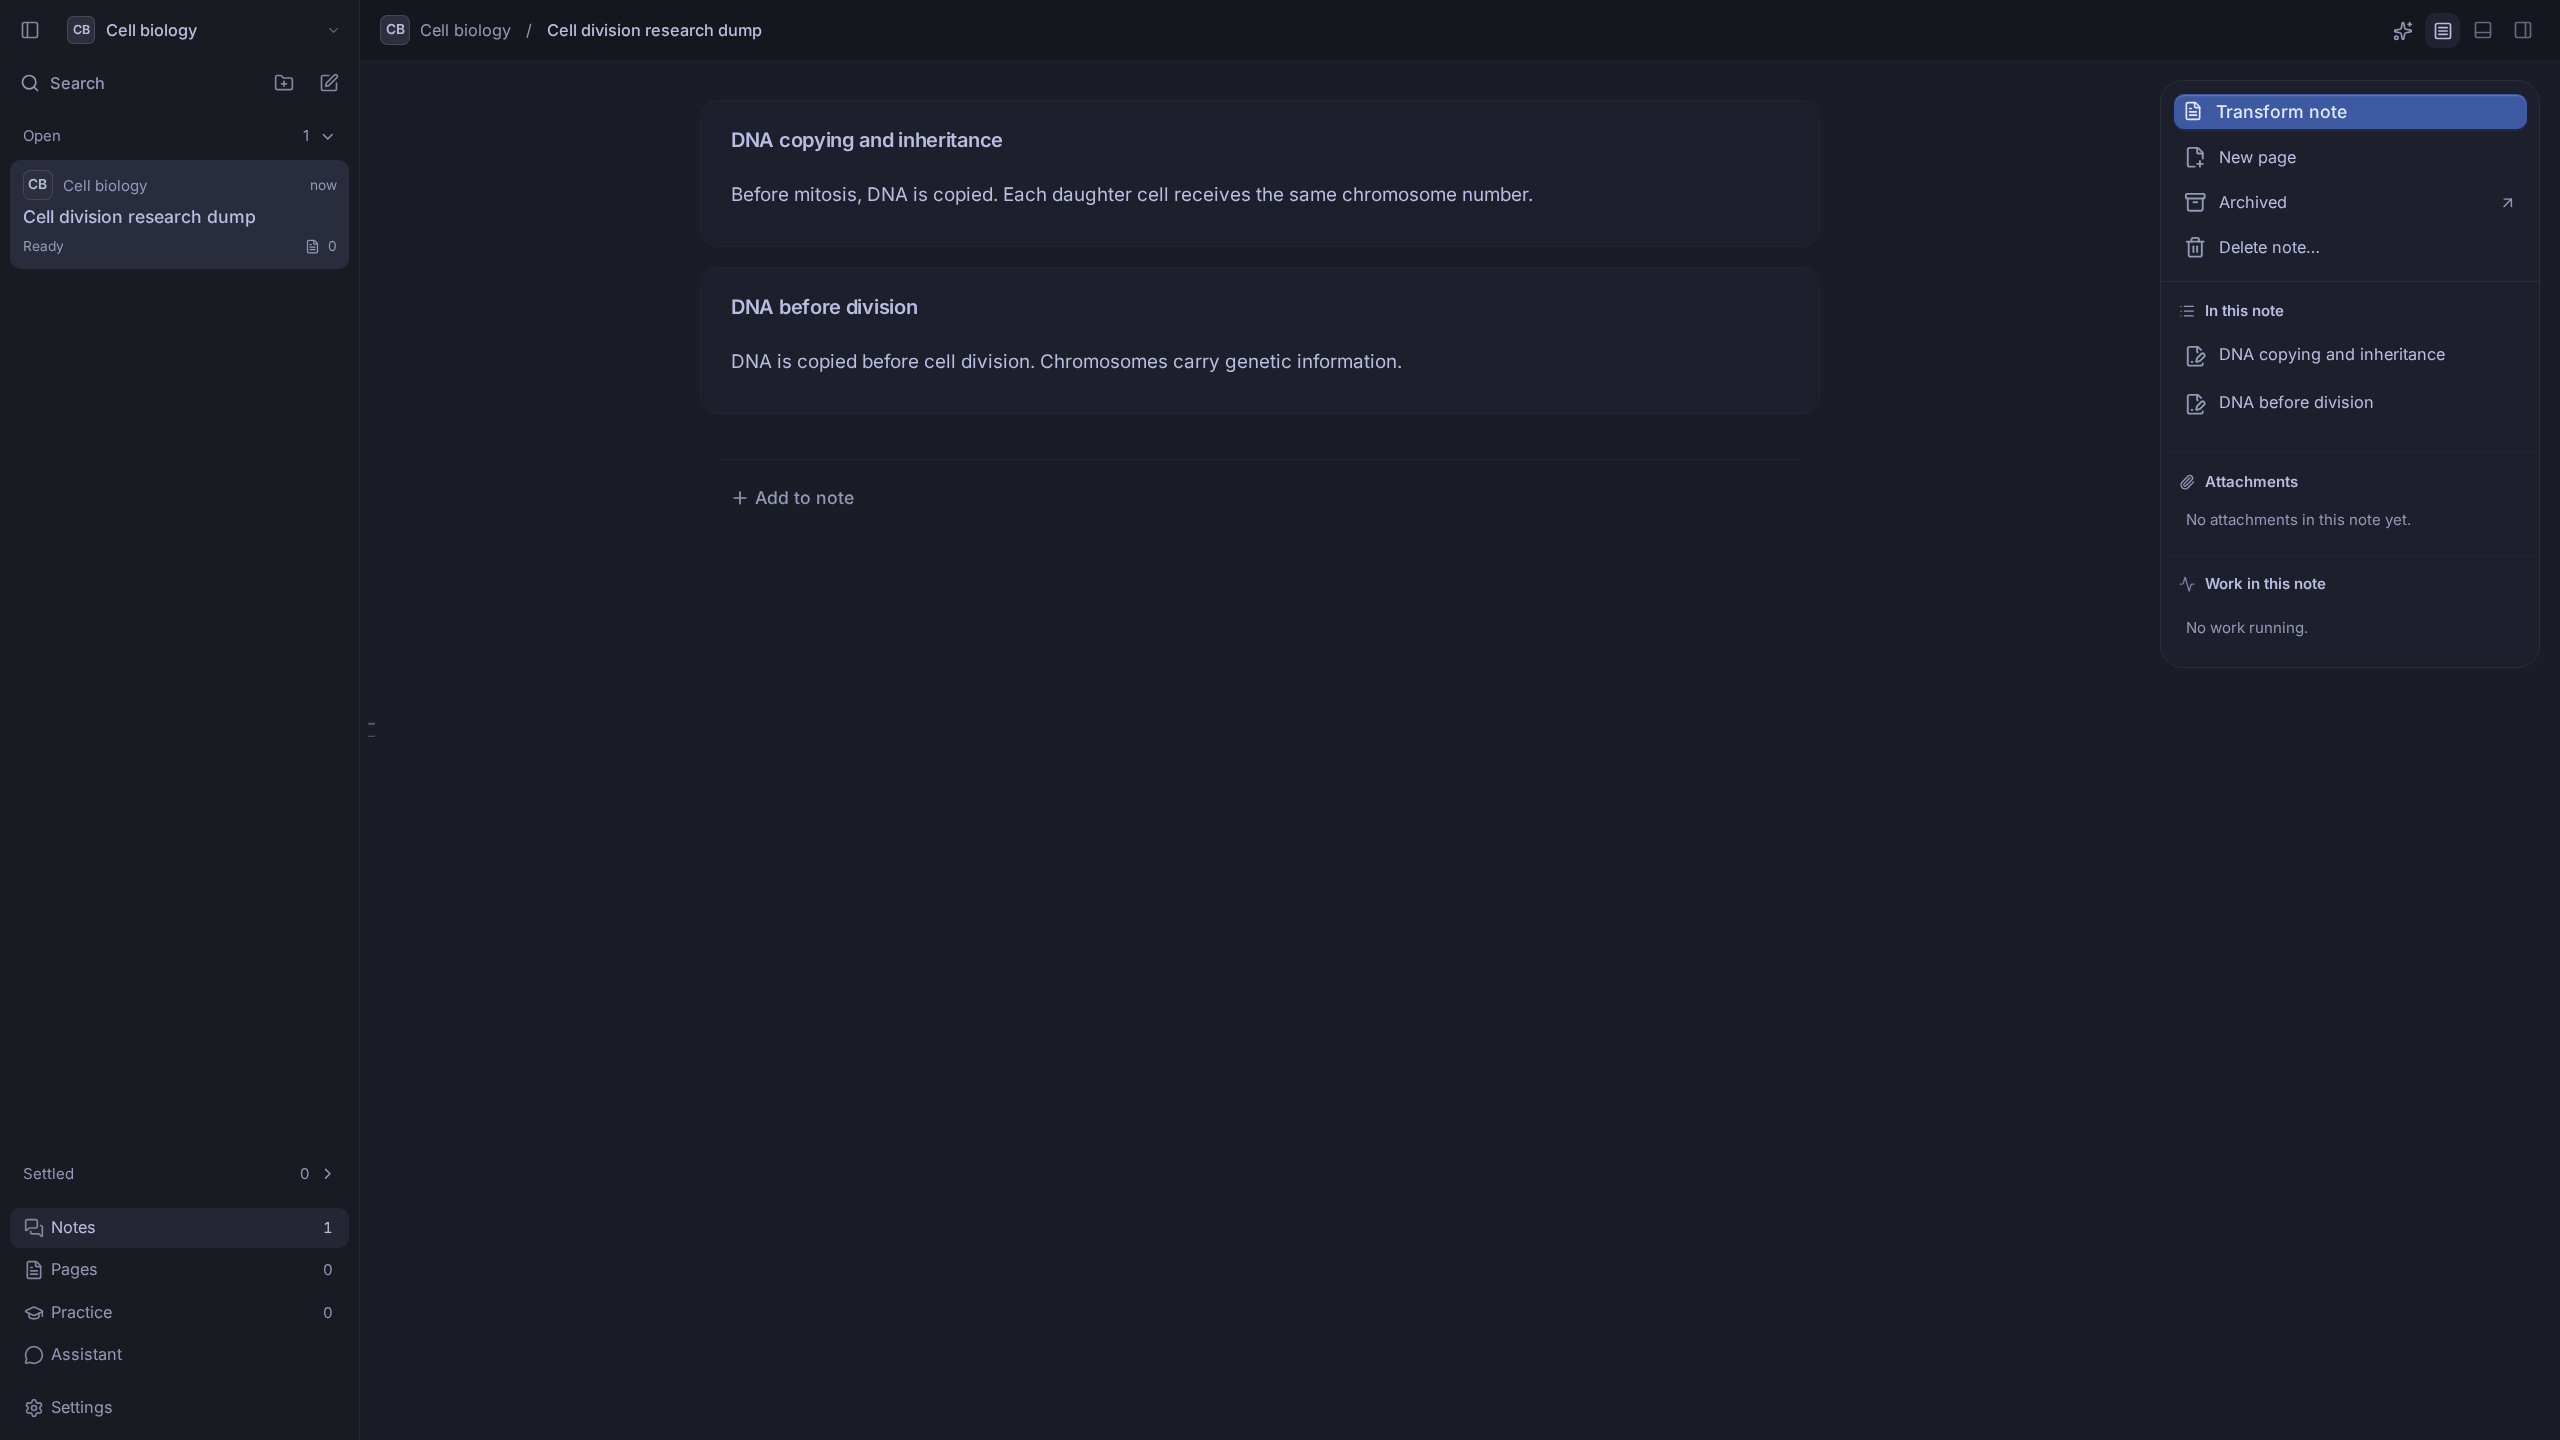 CB Cell biology
Search
Open 1
CB Cell biology now
Cell division research dump
Ready 0
Settled 0
Notes 1
Pages 0
Practice 0
Assistant
Settings
CB Cell biology / Cell division research dump
DNA copying and inheritance
Before mitosis, DNA is copied. Each daughter cell receives the same chromosome number.
DNA before division
DNA is copied before cell division. Chromosomes carry genetic information.
+ Add to note
Transform note
New page
Archived
Delete note...
In this note
DNA copying and inheritance
DNA before division
Attachments
No attachments in this note yet.
Work in this note
No work running.